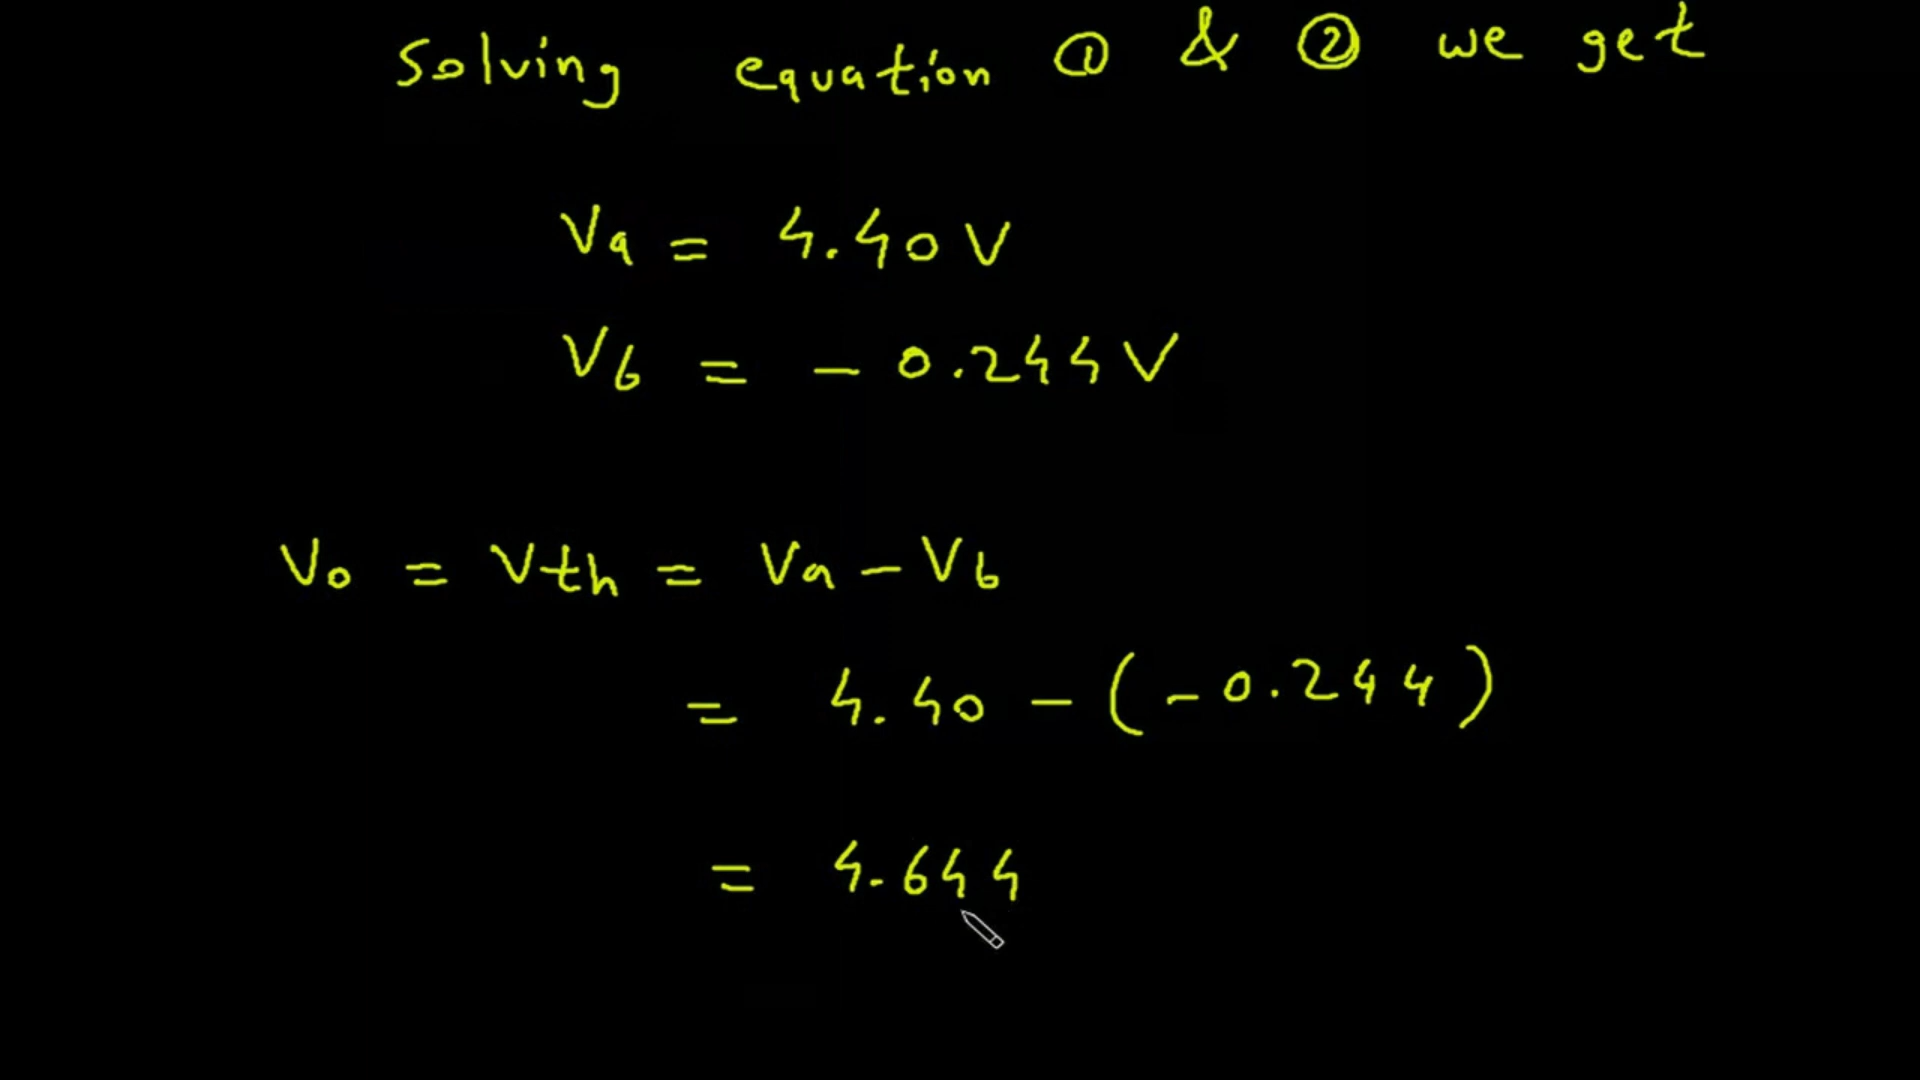 Solving equation ① & ② we get
Va = 4.40 V
Vb = - 0.244 V
Vo = Vth = Va - Vb
= 4.40 - (-0.244)
= 4.644